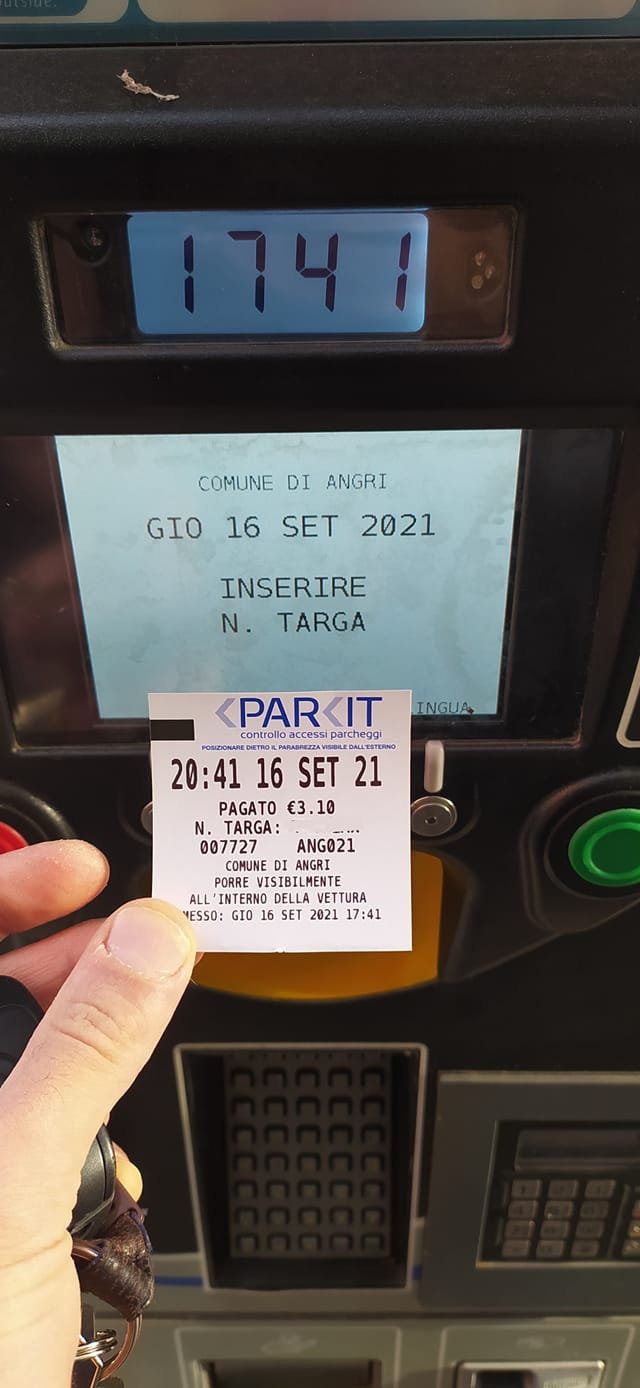 outside.
1741
COMUNE DI ANGRI
GIO 16 SET 2021
INSERIRE
N. TARGA
INGUA
PARKIT
controllo accessi parcheggi
POSIZIONARE DIETRO IL PARABREZZA VISIBILE DALL'ESTERNO
20:41 16 SET 21
PAGATO €3.10
N. TARGA:
007727 ANG021
COMUNE DI ANGRI
PORRE VISIBILMENTE
ALL'INTERNO DELLA VETTURA
MESSO: GIO 16 SET 2021 17:41